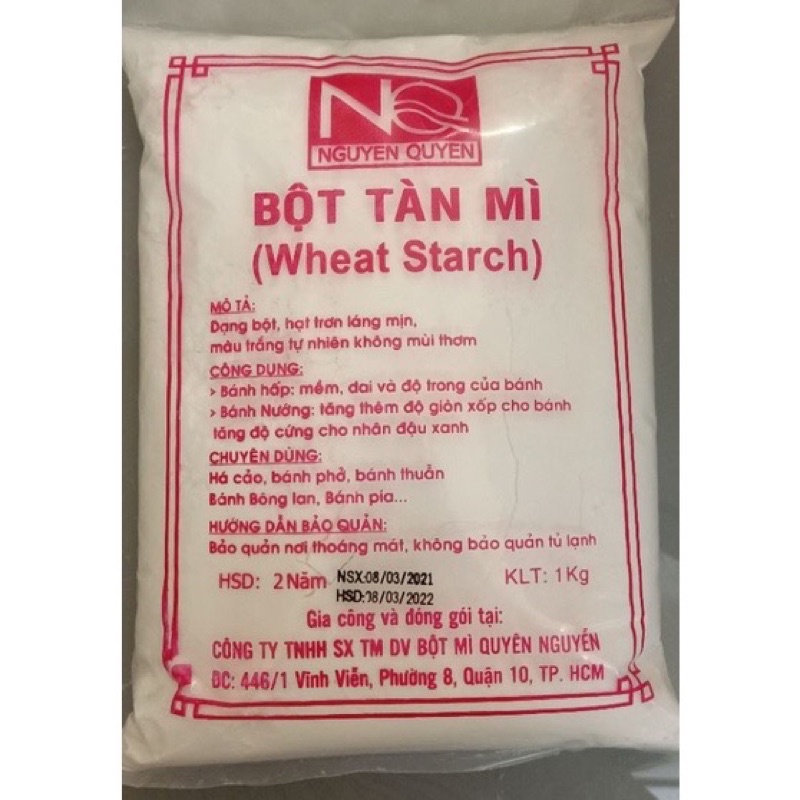 NQ
NGUYEN QUYEN
BỘT TÀN MÌ
(Wheat Starch)
MÔ TẢ:
Dạng bột, hạt trơn láng mịn,
màu trắng tự nhiên không mùi thơm
CÔNG DỤNG:
> Bánh hấp: mềm, dai và độ trong của bánh
> Bánh Nướng: tăng thêm độ giòn xốp cho bánh
tăng độ cứng cho nhân đậu xanh
CHUYÊN DÙNG:
Há cảo, bánh phở, bánh thuẫn
Bánh Bông lan, Bánh pía...
HƯỚNG DẪN BẢO QUẢN:
Bảo quản nơi thoáng mát, không bảo quản tủ lạnh
HSD: 2 Năm NSX:08/03/2021 KLT: 1Kg
HSD:08/03/2022
Gia công và đóng gói tại:
CÔNG TY TNHH SX TM DV BỘT MÌ QUYÊN NGUYỄN
ĐC: 446/1 Vĩnh Viễn, Phường 8, Quận 10, TP. HCM